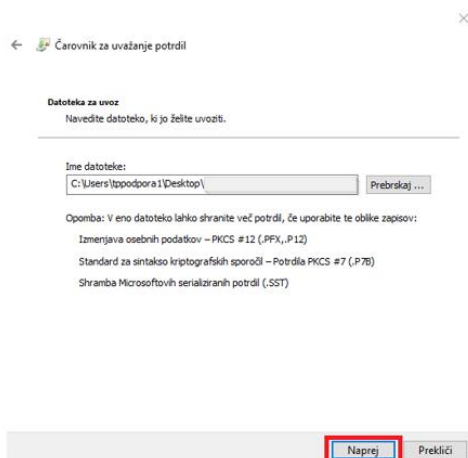 Čarovnik za uvažanje potrdil
Datoteka za uvoz
Navedite datoteko, ki jo želite uvoziti.
Ime datoteke:
C:\Users\tppodpora1\Desktop\
Prebrskaj ...
Opomba: V eno datoteko lahko shranite več potrdil, če uporabite te oblike zapisov:
Izmenjava osebnih podatkov – PKCS #12 (.PFX,.P12)
Standard za sintakso kriptografskih sporočil – Potrdila PKCS #7 (.P7B)
Shramba Microsoftovih serializiranih potrdil (.SST)
Naprej Prekliči